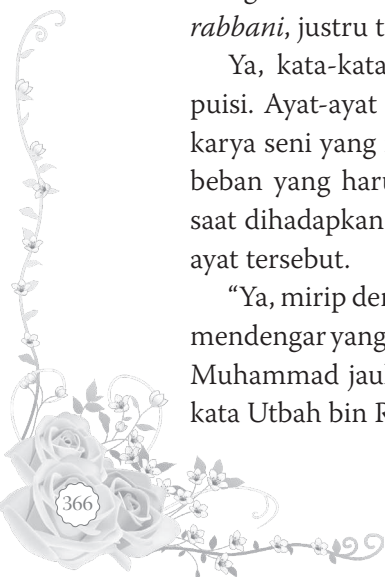 rabbani, justru t
Ya, kata-kata
puisi. Ayat-ayat
karya seni yang
beban yang haru
saat dihadapkan
ayat tersebut.
“Ya, mirip den
mendengar yang
Muhammad jauh
kata Utbah bin R
366